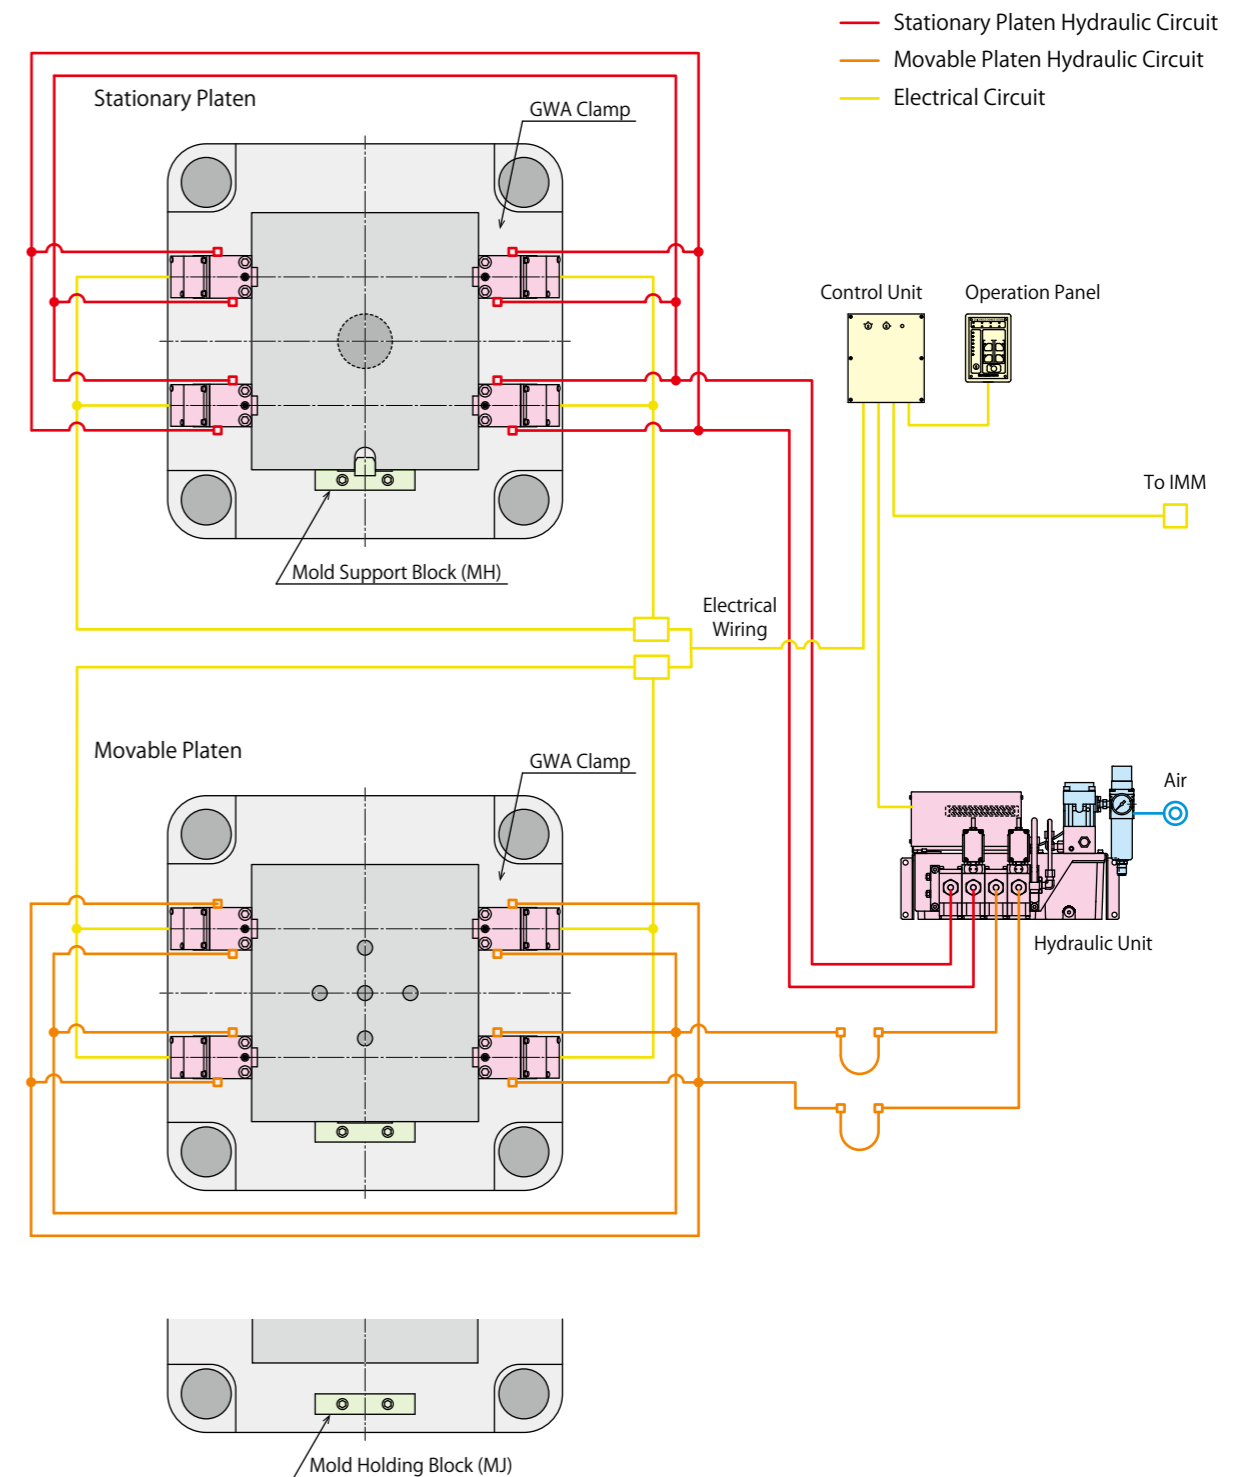 Stationary Platen Hydraulic Circuit
Movable Platen Hydraulic Circuit
Electrical Circuit
Stationary Platen
GWA Clamp
Control Unit
Operation Panel
To IMM
Mold Support Block (MH)
Electrical
Wiring
Movable Platen
GWA Clamp
Air
Hydraulic Unit
Mold Holding Block (MJ)